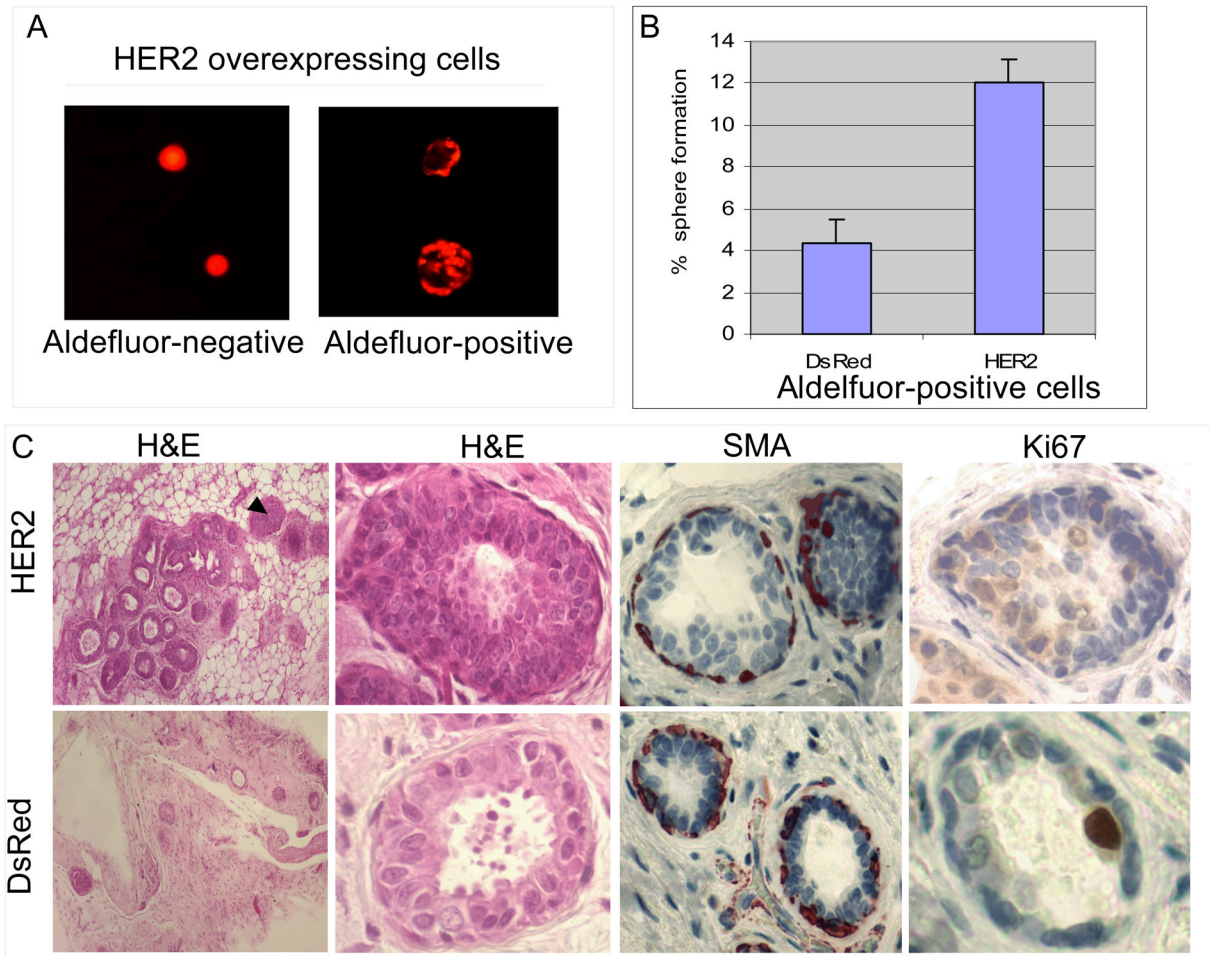 A
HER2 overexpressing cells
Aldefluor-negative
Aldefluor-positive
B
14
12
10
8
6
4
2
0
% sphere formation
DsRed
HER2
Aldelfuor-positive cells
C
H&E
H&E
SMA
Ki67
HER2
DsRed